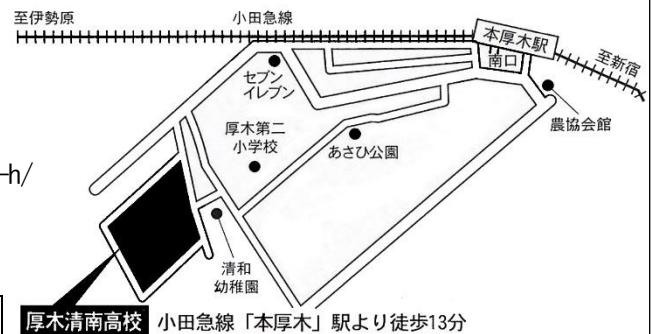 至伊勢原
小田急線
本厚木駅
南口
至新宿
セブン
イレブン
農協会館
厚木第二
小学校
あさひ公園
-h/
清和
幼稚園
厚木清南高校 小田急線「本厚木」駅より徒歩13分